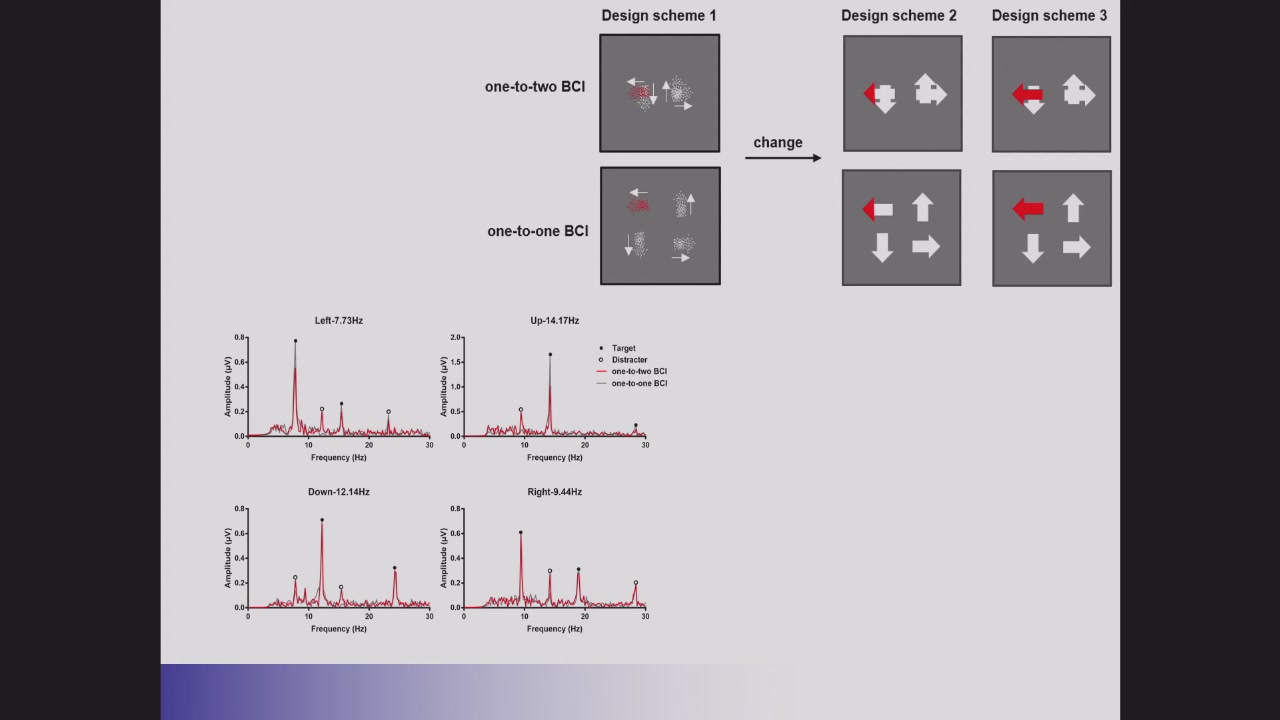 Design scheme 1
Design scheme 2
Design scheme 3
one-to-two BCI
change
one-to-one BCI
Left-7.73Hz
Amplitude (µV)
0.8
0.6
0.4
0.2
0.0
0 10 20 30
Frequency (Hz)
Up-14.17Hz
Amplitude (µV)
2.0
1.5
1.0
0.5
0.0
0 10 20 30
Frequency (Hz)
Target
Distracter
one-to-two BCI
one-to-one BCI
Down-12.14Hz
Amplitude (µV)
0.8
0.6
0.4
0.2
0.0
0 10 20 30
Frequency (Hz)
Right-9.44Hz
Amplitude (µV)
0.8
0.6
0.4
0.2
0.0
0 10 20 30
Frequency (Hz)